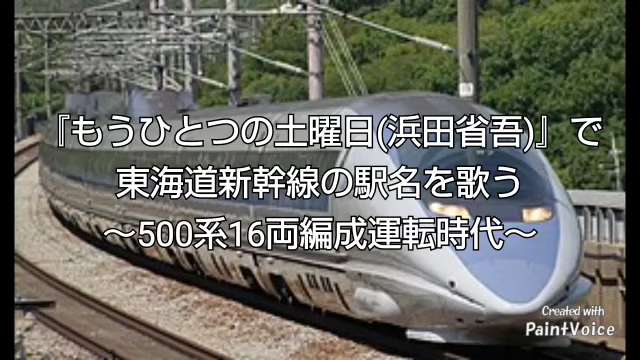 『もうひとつの土曜日(浜田省吾)』で
東海道新幹線の駅名を歌う
～500系16両編成運転時代～
Created with
PaintVoice